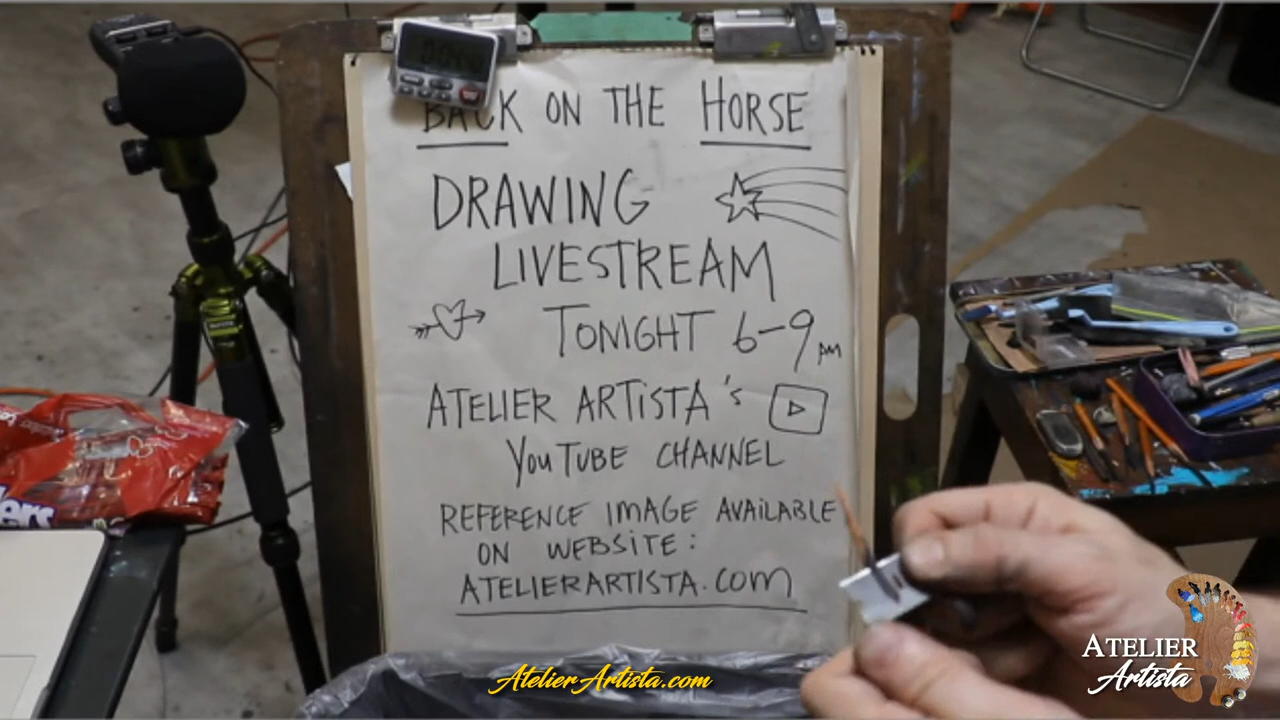 BACK ON THE HORSE
DRAWING
LIVESTREAM
TONIGHT 6-9 pm
ATELIER ARTiSTA's
YouTUBE CHANNEL
REFERENCE IMAGE AVAILABLE
ON WEBSITE:
ATELIERARTISTA.COM
AtelierArtista.com
ATELIER
Artista